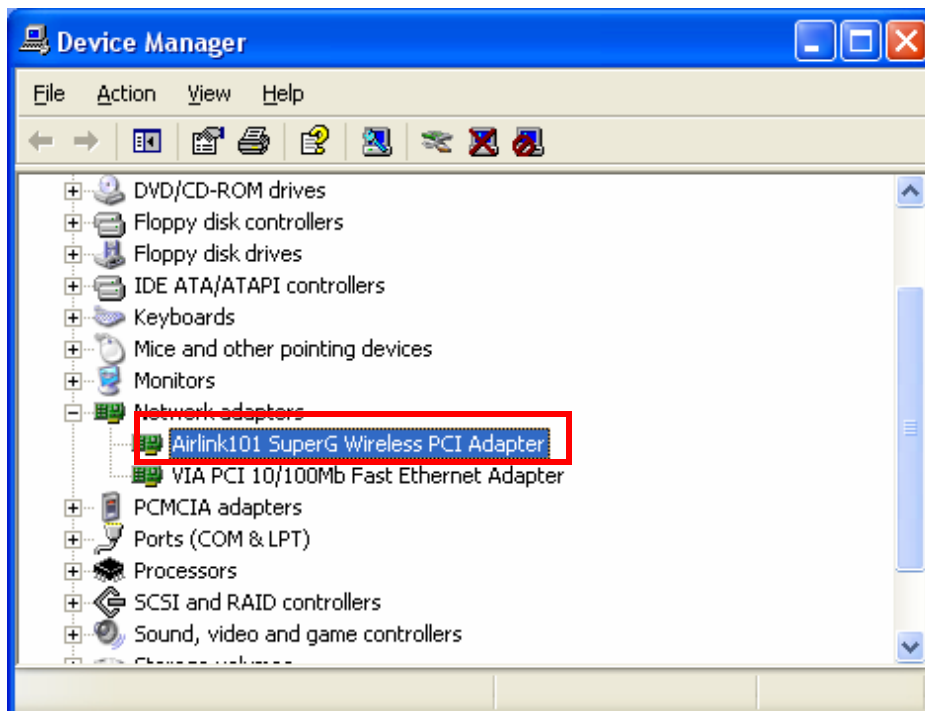 Device Manager
File Action View Help
DVD/CD-ROM drives
Floppy disk controllers
Floppy disk drives
IDE ATA/ATAPI controllers
Keyboards
Mice and other pointing devices
Monitors
Network adapters
Airlink101 SuperG Wireless PCI Adapter
VIA PCI 10/100Mb Fast Ethernet Adapter
PCMCIA adapters
Ports (COM & LPT)
Processors
SCSI and RAID controllers
Sound, video and game controllers
Storage volumes